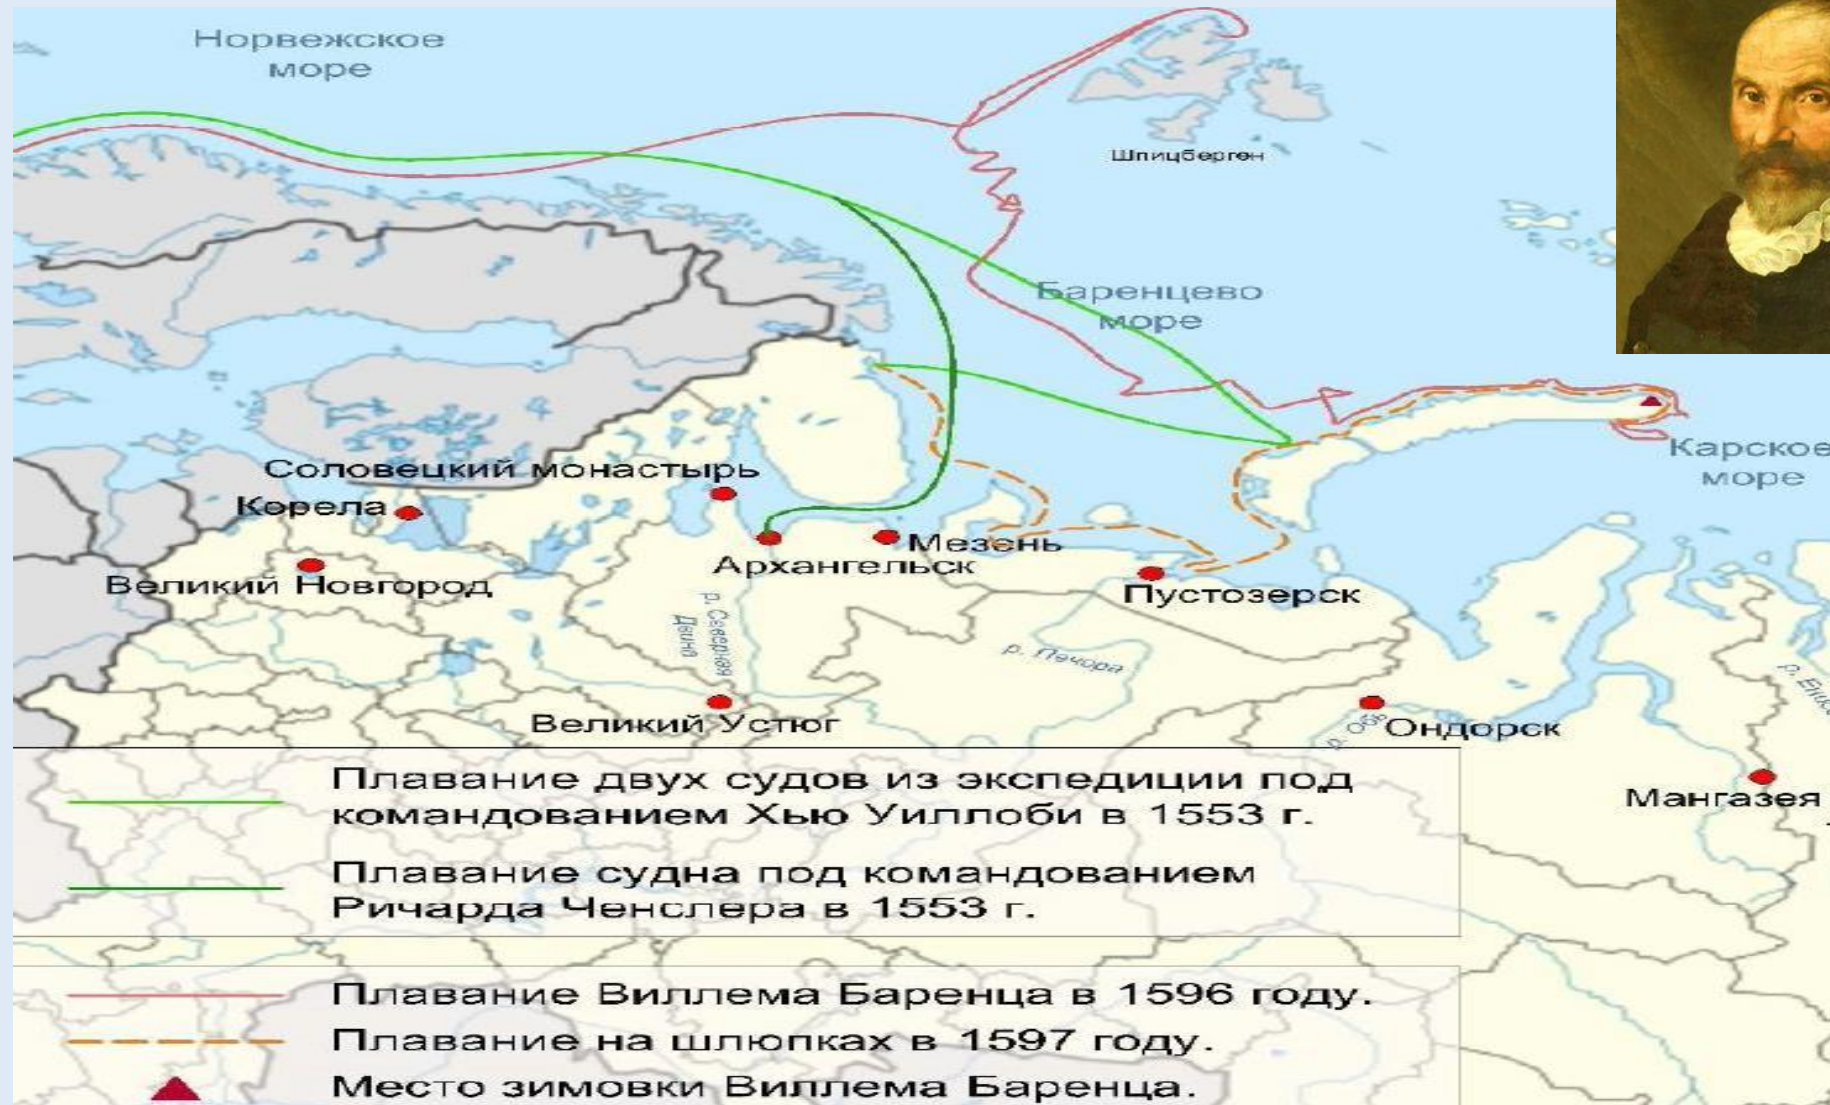 Норвежское
море
Шпицберген
Баренцево
море
Карское
море
Соловецкий монастырь
Корела
Архангельск
Мезень
Великий Новгород
Пустозерск
р. Северная
Двина
р. Печора
Великий Устюг
р. Обь
Ондорск
Мангазея
Плавание двух судов из экспедиции под
командованием Хью Уиллоби в 1553 г.
Плавание судна под командованием
Ричарда Ченслера в 1553 г.
Плавание Виллема Баренца в 1596 году.
Плавание на шлюпках в 1597 году.
Место зимовки Виллема Баренца.